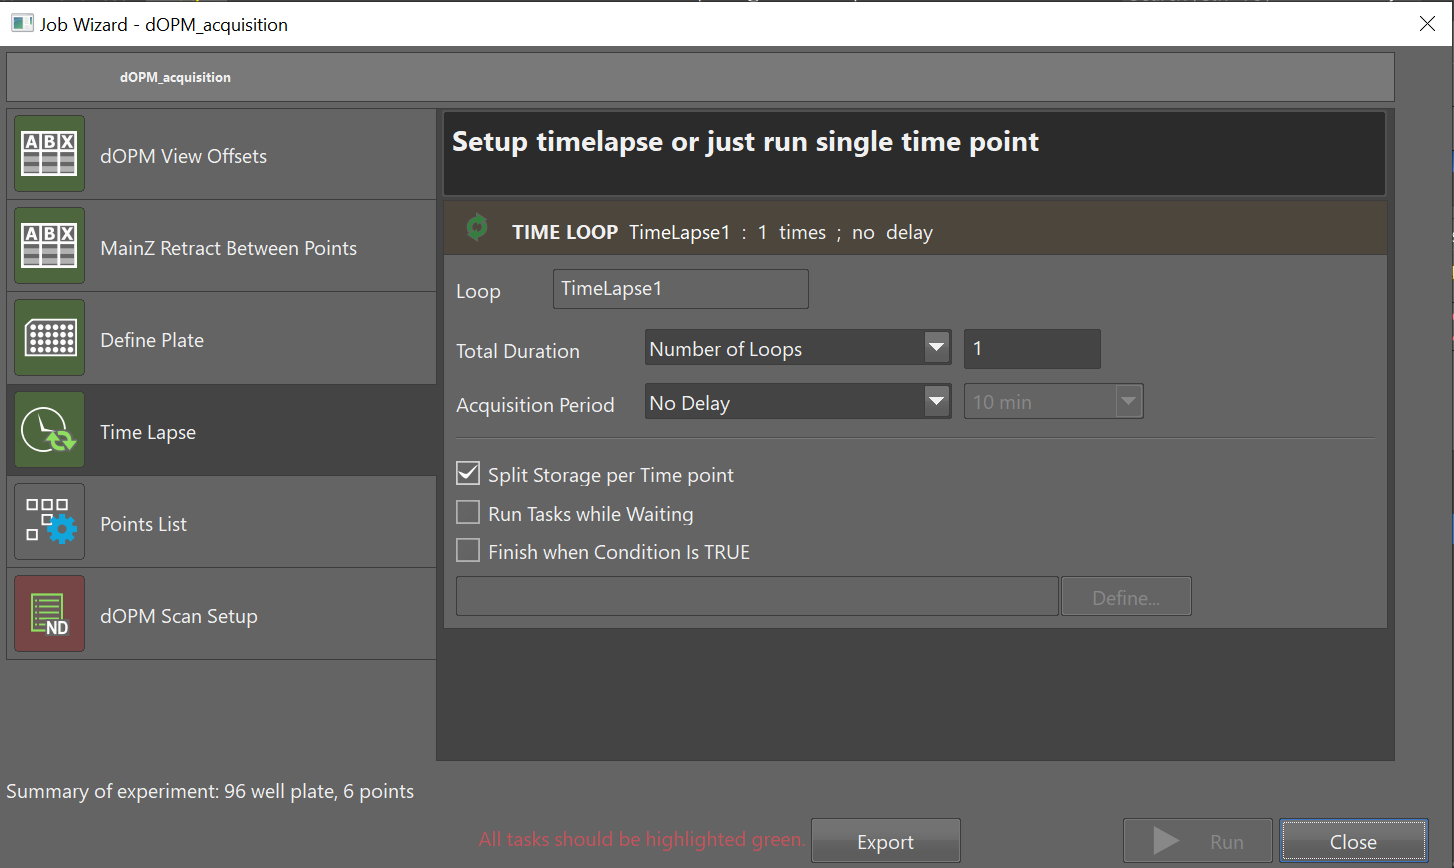 Job Wizard - dOPM_acquisition
dOPM_acquisition
ABX
dOPM View Offsets
ABX
MainZ Retract Between Points
Define Plate
Time Lapse
Points List
ND
dOPM Scan Setup
Setup timelapse or just run single time point
TIME LOOP TimeLapse1 : 1 times ; no delay
Loop TimeLapse1
Total Duration Number of Loops 1
Acquisition Period No Delay 10 min
Split Storage per Time point
Run Tasks while Waiting
Finish when Condition Is TRUE
Define...
Summary of experiment: 96 well plate, 6 points
All tasks should be highlighted green. Export Run Close